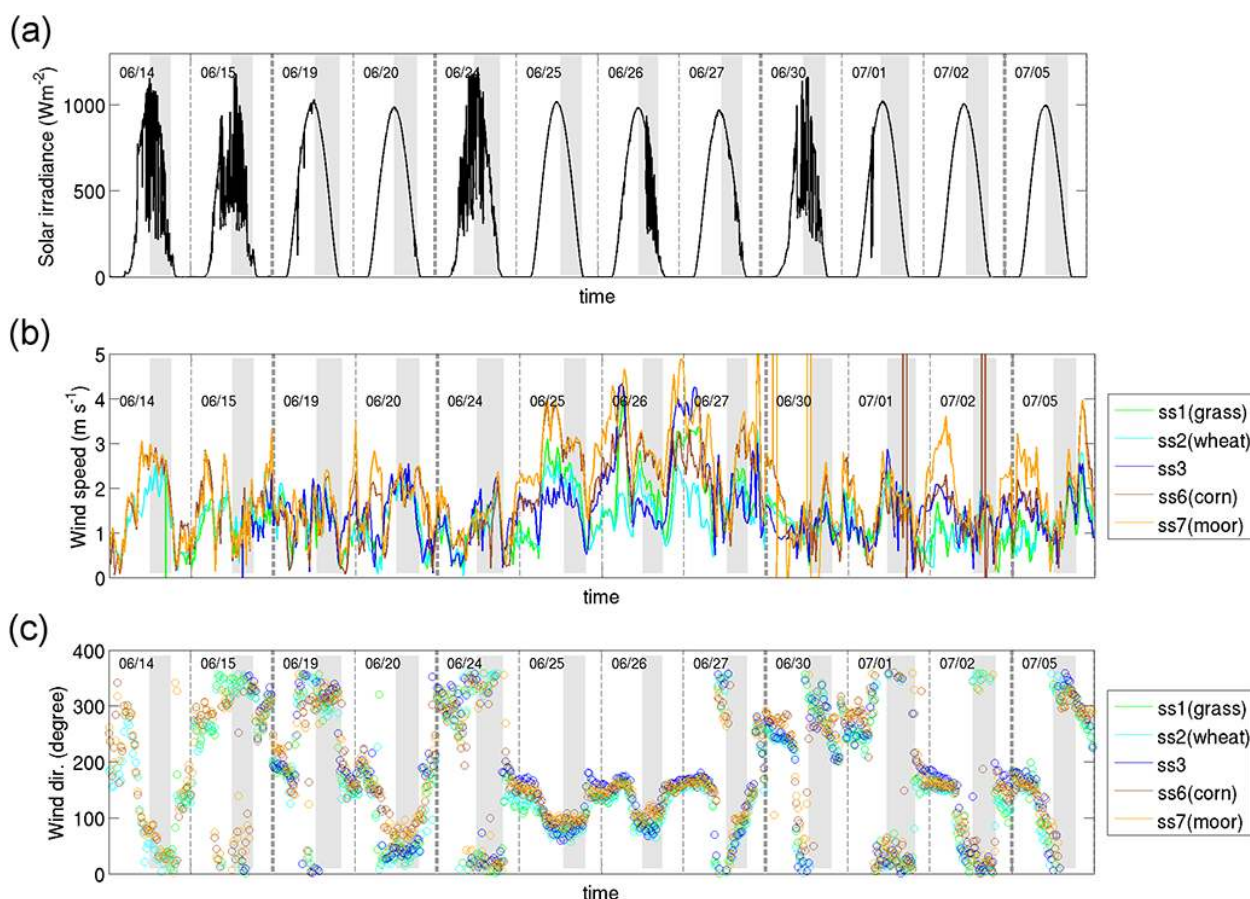 (a)
Solar irradiance (Wm-2)
1000
500
0
06/14 06/15 06/19 06/20 06/24 06/25 06/26 06/27 06/30 07/01 07/02 07/05
time
(b)
Wind speed (m s-1)
5
4
3
2
1
0
06/14 06/15 06/19 06/20 06/24 06/25 06/26 06/27 06/30 07/01 07/02 07/05
time
ss1(grass)
ss2(wheat)
ss3
ss6(corn)
ss7(moor)
(c)
Wind dir. (degree)
400
300
200
100
0
06/14 06/15 06/19 06/20 06/24 06/25 06/26 06/27 06/30 07/01 07/02 07/05
time
ss1(grass)
ss2(wheat)
ss3
ss6(corn)
ss7(moor)